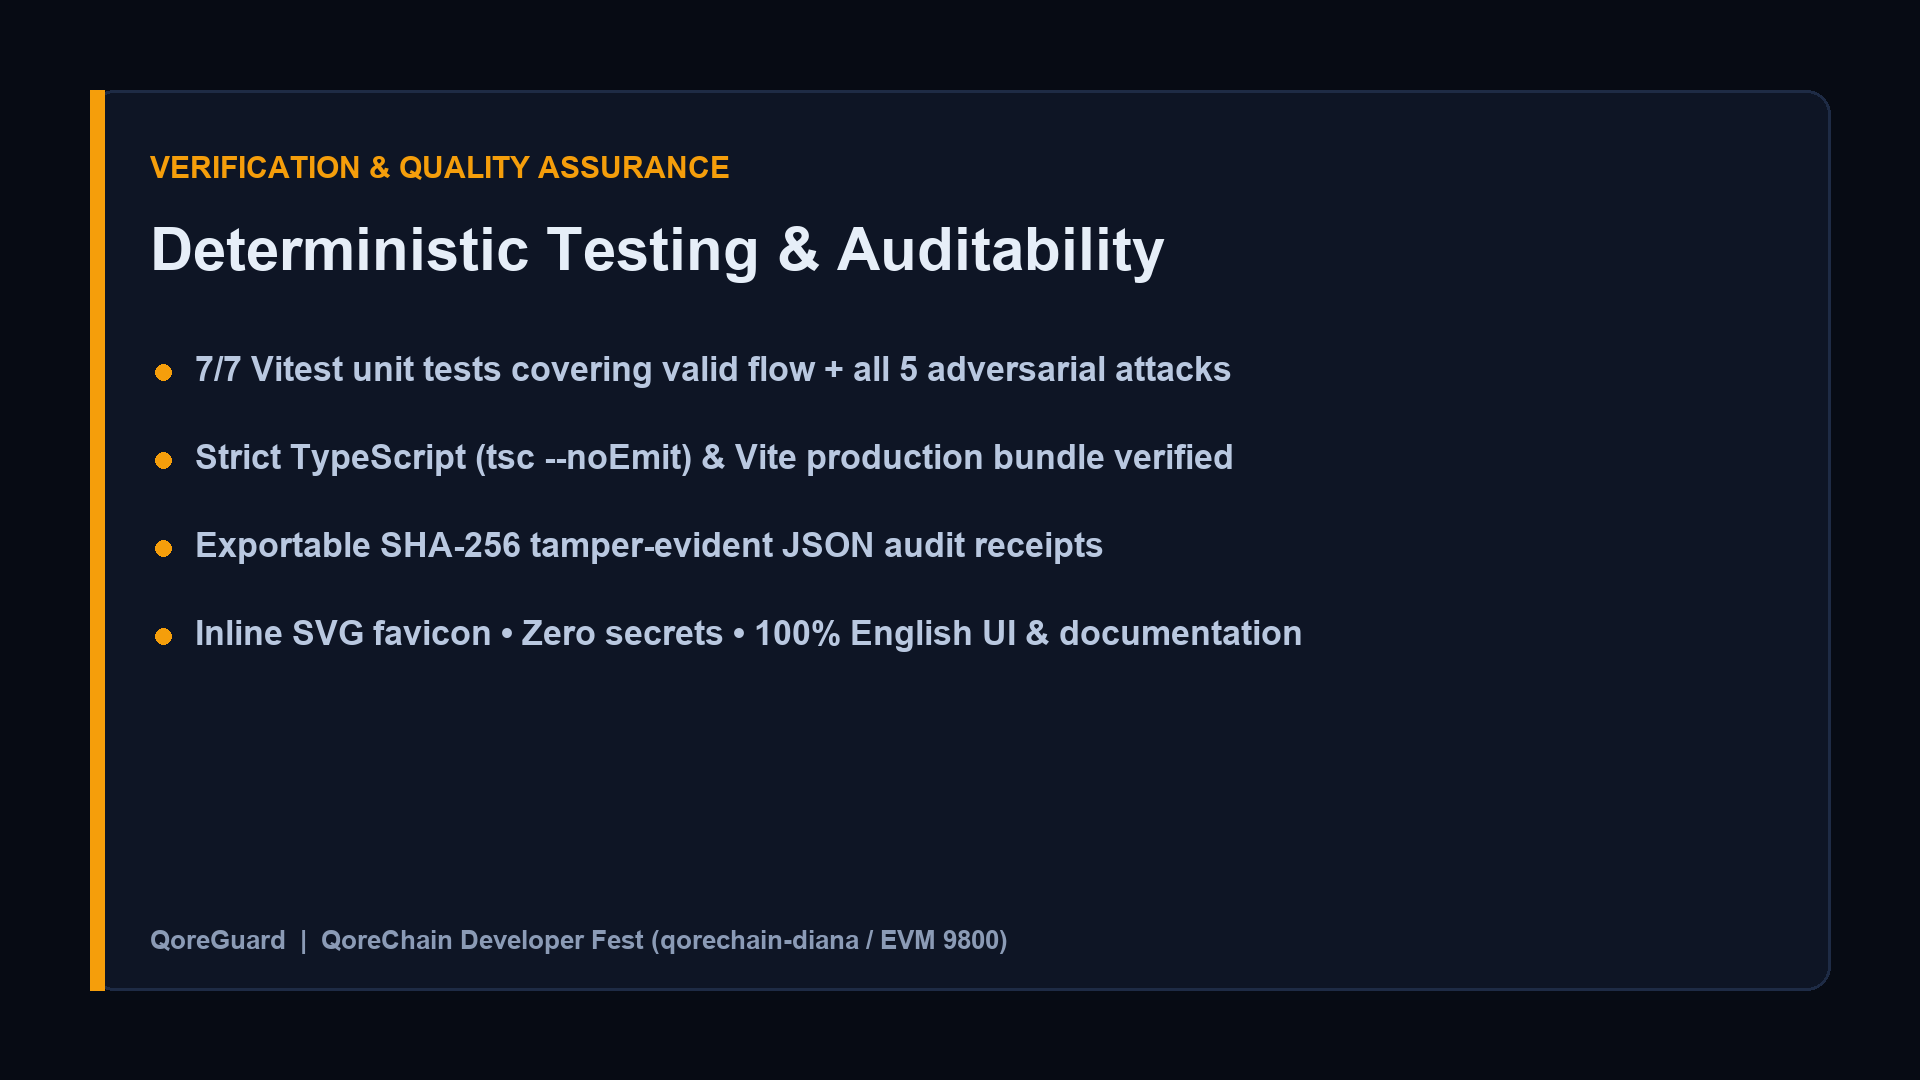 VERIFICATION & QUALITY ASSURANCE
Deterministic Testing & Auditability
7/7 Vitest unit tests covering valid flow + all 5 adversarial attacks
Strict TypeScript (tsc --noEmit) & Vite production bundle verified
Exportable SHA-256 tamper-evident JSON audit receipts
Inline SVG favicon • Zero secrets • 100% English UI & documentation
QoreGuard | QoreChain Developer Fest (qorechain-diana / EVM 9800)